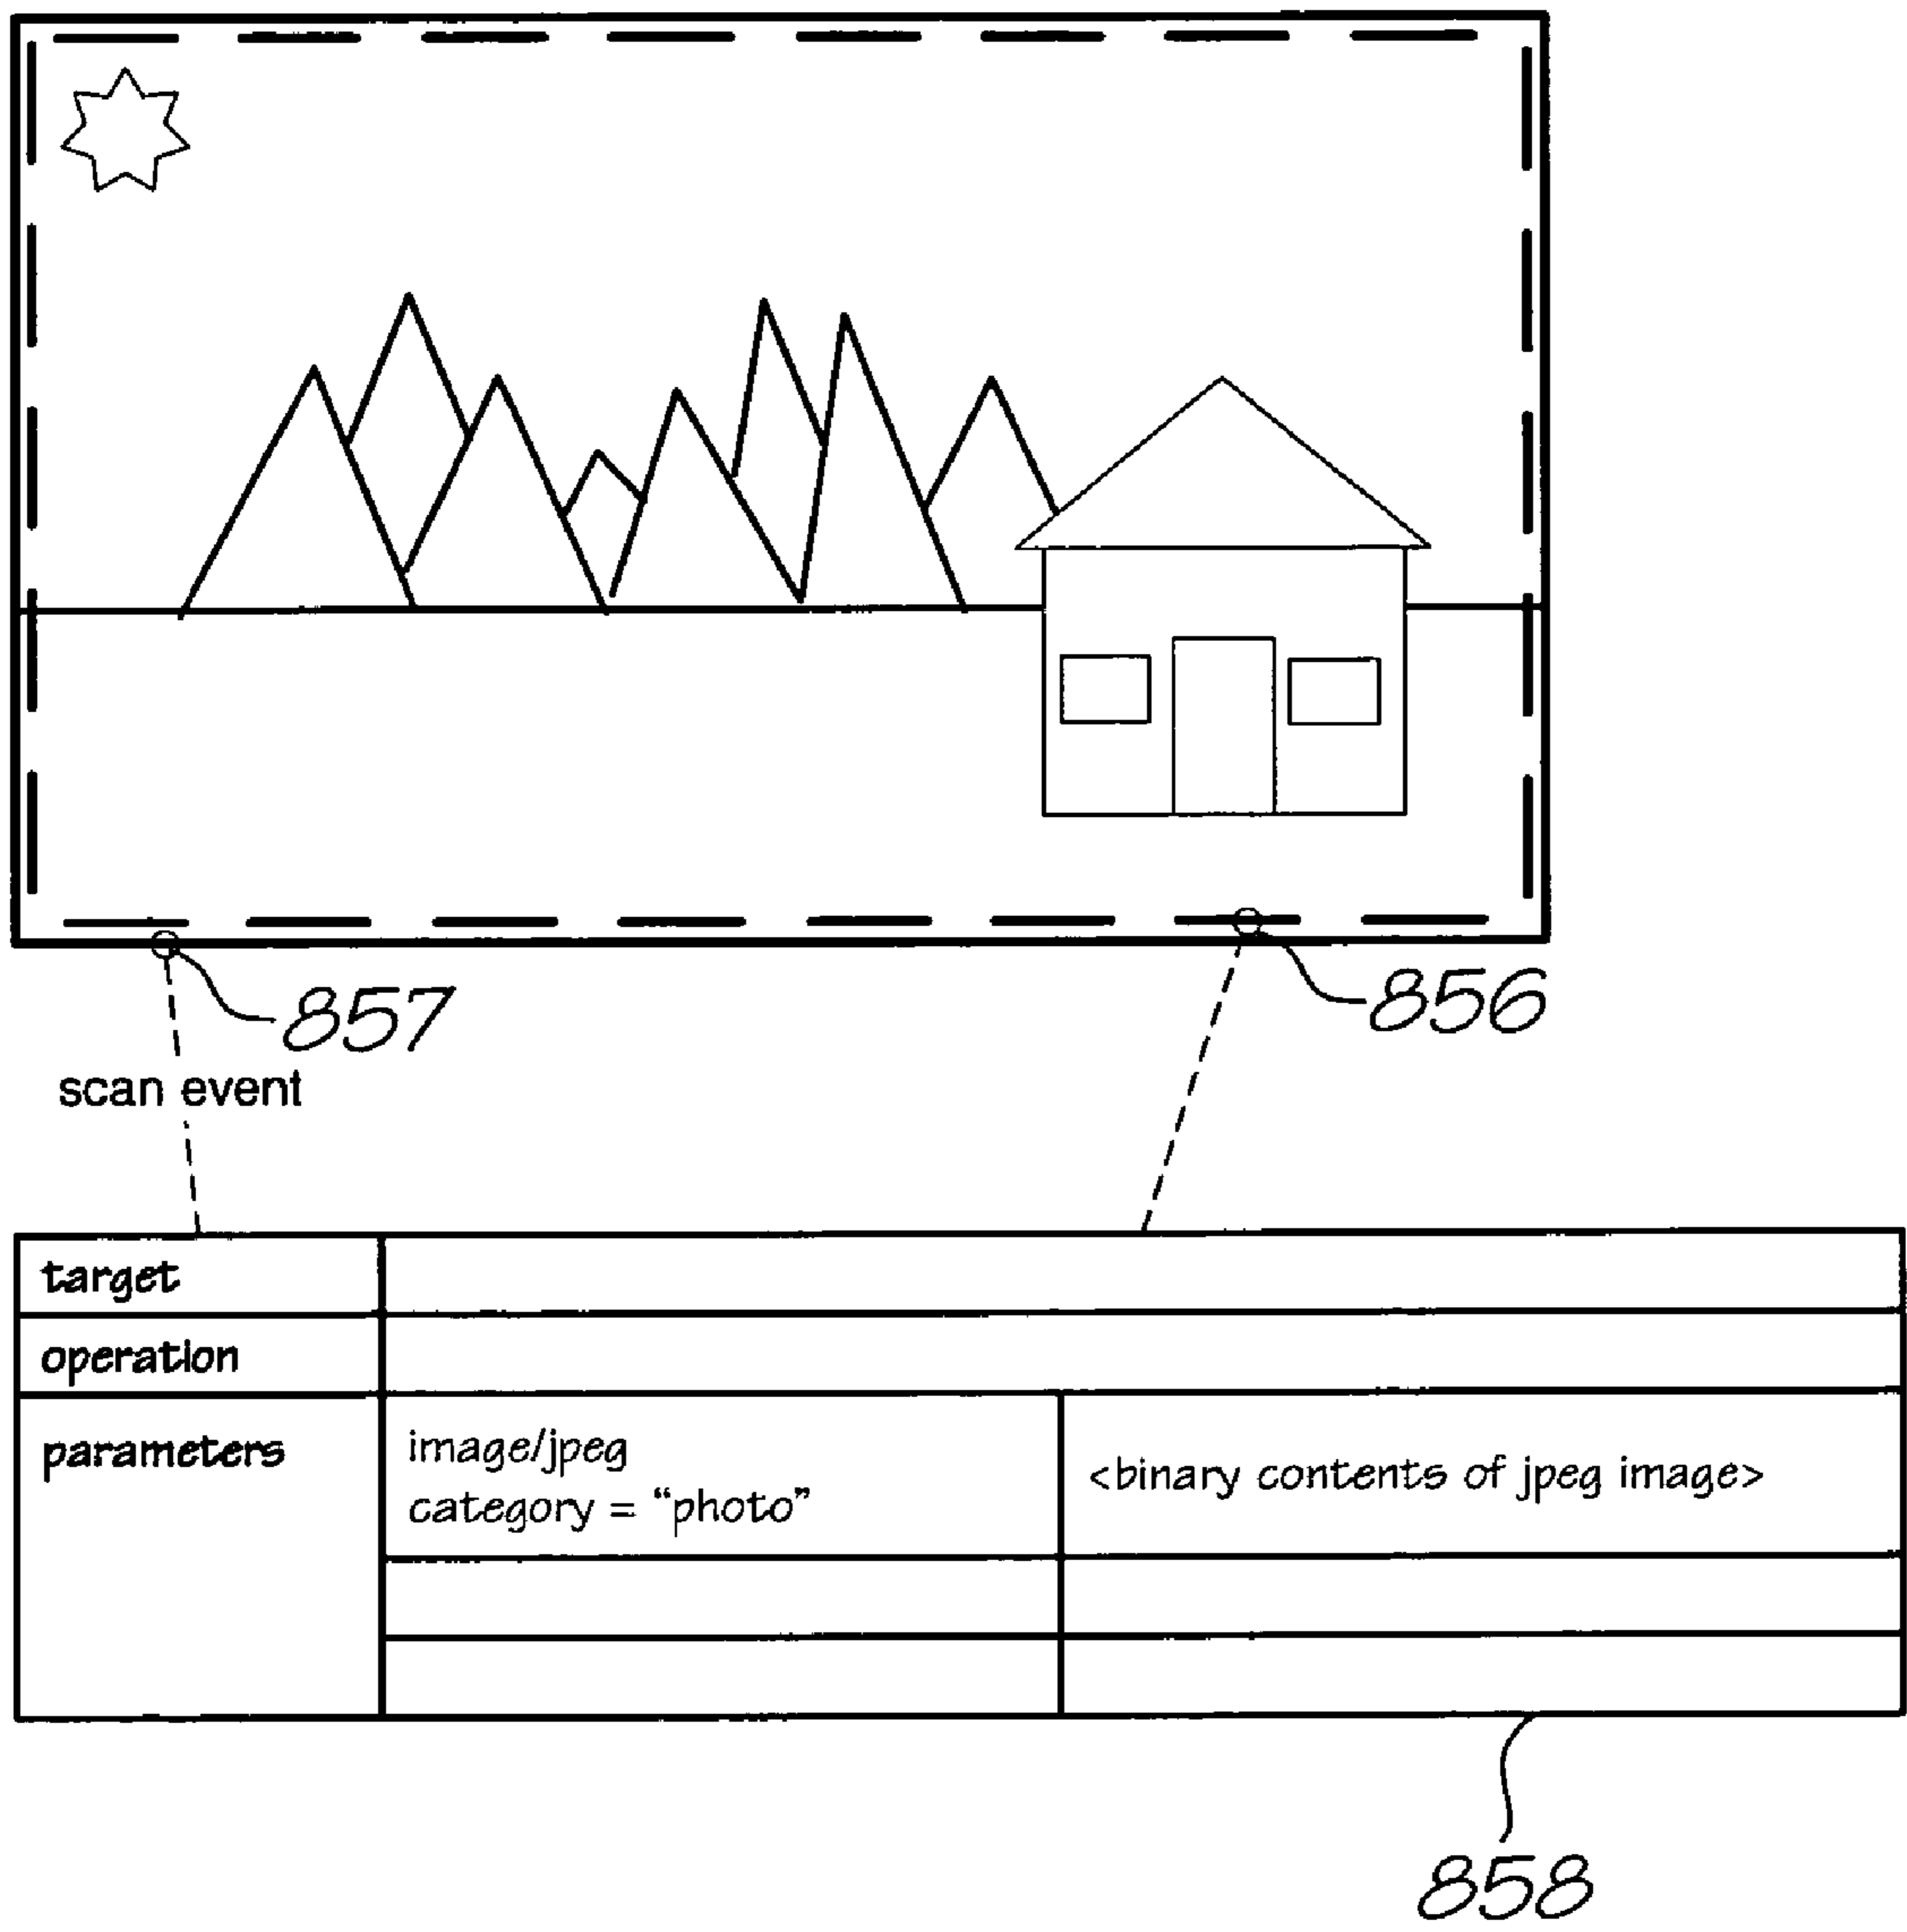 857
856
scan event
target
operation
parameters
image/jpeg
category = “photo”
<binary contents of jpeg image>
858